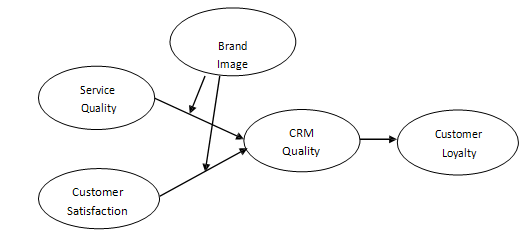 Brand
Image
Service
Quality
CRM
Quality
Customer
Loyalty
Customer
Satisfaction